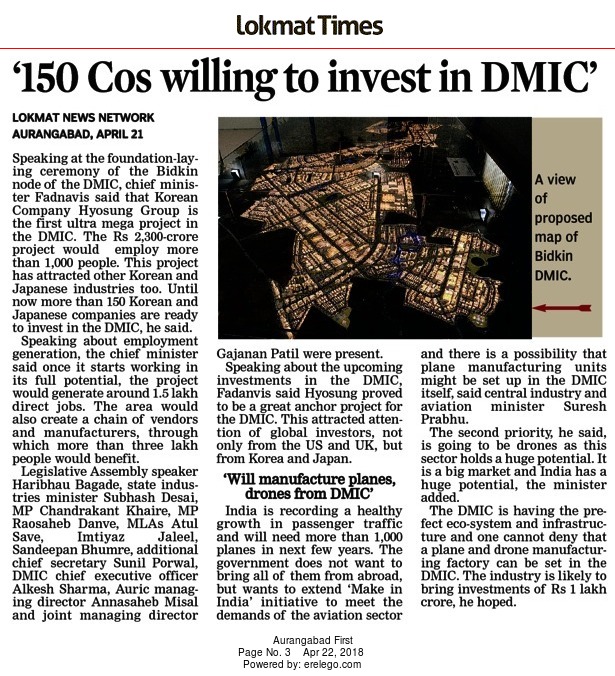 Lokmat Times
‘150 Cos willing to invest in DMIC’
LOKMAT NEWS NETWORK
AURANGABAD, APRIL 21
Speaking at the foundation-lay-
ing ceremony of the Bidkin
node of the DMIC, chief minis-
ter Fadnavis said that Korean
Company Hyosung Group is
the first ultra mega project in
the DMIC. The Rs 2,300-crore
project would employ more
than 1,000 people. This project
has attracted other Korean and
Japanese industries too. Until
now more than 150 Korean and
Japanese companies are ready
to invest in the DMIC, he said.
Speaking about employment
generation, the chief minister
said once it starts working in
its full potential, the project
would generate around 1.5 lakh
direct jobs. The area would
also create a chain of vendors
and manufacturers, through
which more than three lakh
people would benefit.
Legislative Assembly speaker
Haribhau Bagade, state indus-
tries minister Subhash Desai,
MP Chandrakant Khaire, MP
Raosaheb Danve, MLAs Atul
Save, Imtiyaz Jaleel,
Sandeepan Bhumre, additional
chief secretary Sunil Porwal,
DMIC chief executive officer
Alkesh Sharma, Auric manag-
ing director Annasaheb Misal
and joint managing director
A view
of
proposed
map of
Bidkin
DMIC.
Gajanan Patil were present.
Speaking about the upcoming
investments in the DMIC,
Fadanvis said Hyosung proved
to be a great anchor project for
the DMIC. This attracted atten-
tion of global investors, not
only from the US and UK, but
from Korea and Japan.
‘Will manufacture planes,
drones from DMIC’
India is recording a healthy
growth in passenger traffic
and will need more than 1,000
planes in next few years. The
government does not want to
bring all of them from abroad,
but wants to extend ‘Make in
India’ initiative to meet the
demands of the aviation sector
and there is a possibility that
plane manufacturing units
might be set up in the DMIC
itself, said central industry and
aviation minister Suresh
Prabhu.
The second priority, he said,
is going to be drones as this
sector holds a huge potential. It
is a big market and India has a
huge potential, the minister
added.
The DMIC is having the pre-
fect eco-system and infrastruc-
ture and one cannot deny that
a plane and drone manufactur-
ing factory can be set in the
DMIC. The industry is likely to
bring investments of Rs 1 lakh
crore, he hoped.
Aurangabad First
Page No. 3 Apr 22, 2018
Powered by: erelego.com